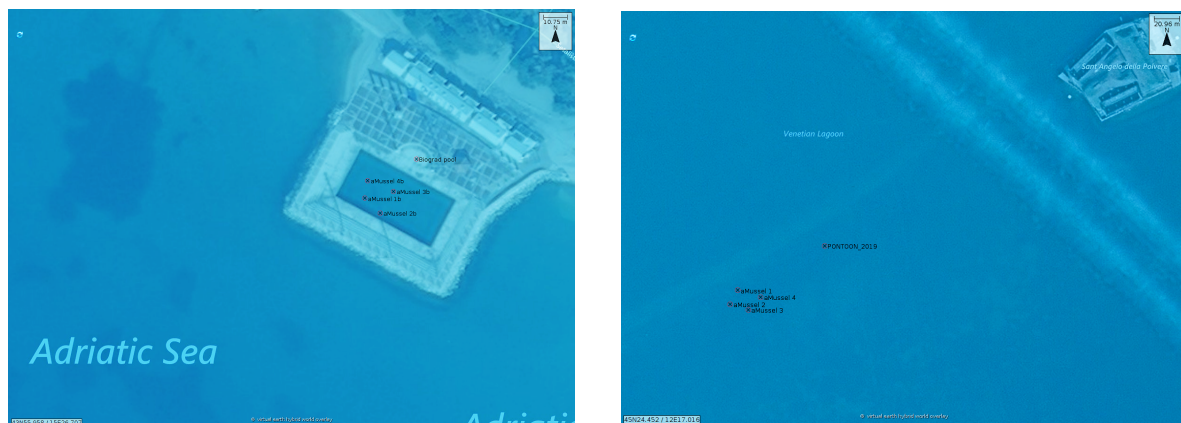 10.75 m
N
Biograd pool
×aMussel 4b
×aMussel 3b
×aMussel 1b
×aMussel 2b
Adriatic Sea
© virtual earth hybrid world overlay
20.96 m
N
Sant'Angelo della Polvere
Venetian Lagoon
×PONTOON_2019
×aMussel 1
×aMussel 4
×aMussel 2
×aMussel 3
© virtual earth hybrid world overlay
45N24.452 / 12E17.016